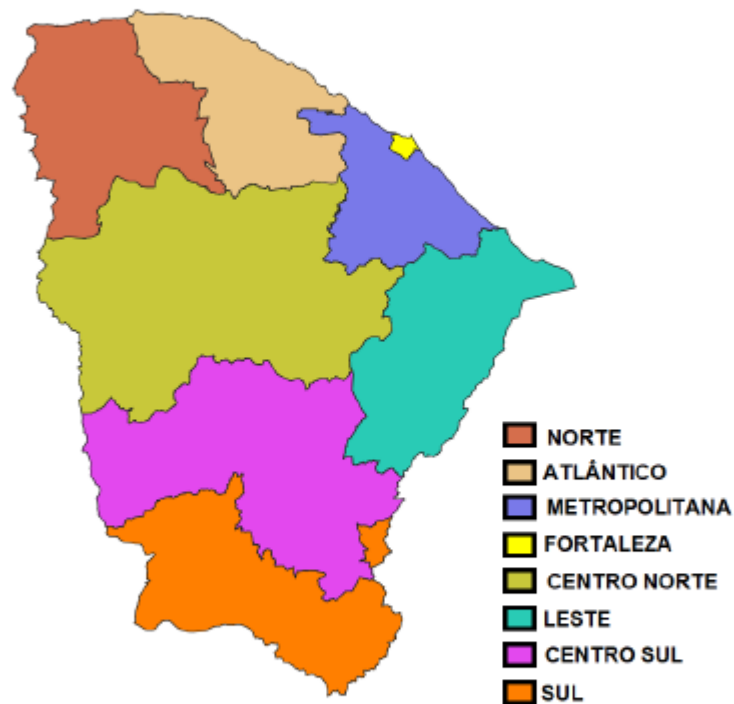 NORTE
ATLÂNTICO
METROPOLITANA
FORTALEZA
CENTRO NORTE
LESTE
CENTRO SUL
SUL